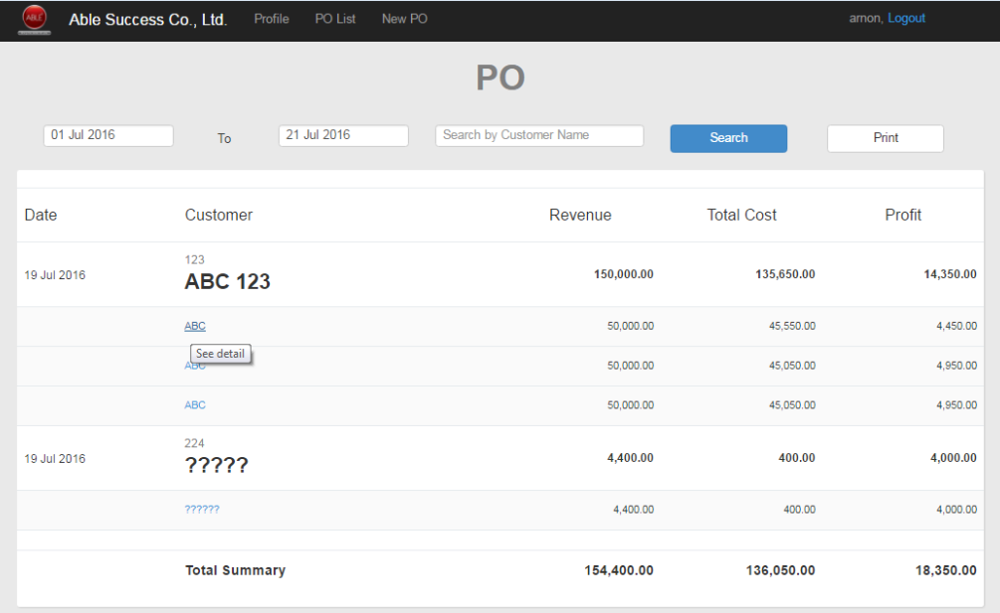 ABLE
Able Success Co., Ltd. Profile PO List New PO arnon, Logout
PO
01 Jul 2016 To 21 Jul 2016 Search by Customer Name Search Print
Date Customer Revenue Total Cost Profit
123
19 Jul 2016 ABC 123 150,000.00 135,650.00 14,350.00
ABC 50,000.00 45,550.00 4,450.00
See detail
ABC 50,000.00 45,050.00 4,950.00
ABC 50,000.00 45,050.00 4,950.00
224
19 Jul 2016 ????? 4,400.00 400.00 4,000.00
?????? 4,400.00 400.00 4,000.00
Total Summary 154,400.00 136,050.00 18,350.00